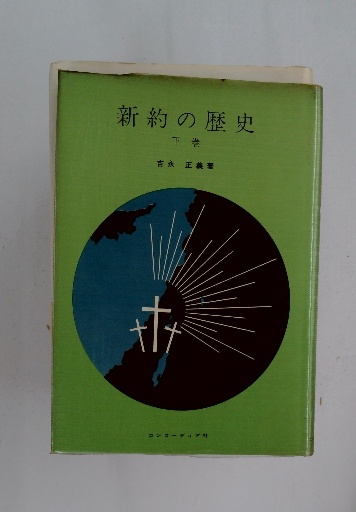 新約の歴史
下巻
吉永正義著
コンコーディア社